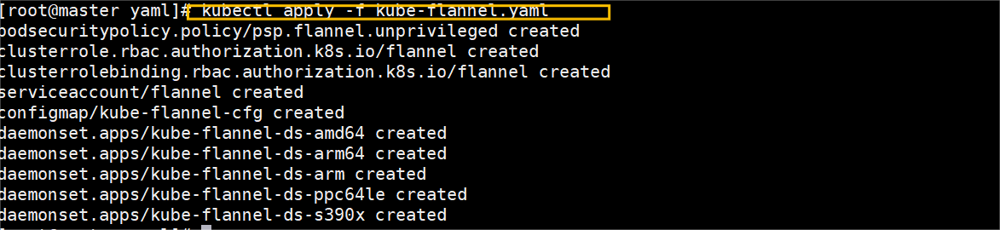 [root@master yaml]# kubectl apply -f kube-flannel.yaml
podsecuritypolicy.policy/psp.flannel.unprivileged created
clusterrole.rbac.authorization.k8s.io/flannel created
clusterrolebinding.rbac.authorization.k8s.io/flannel created
serviceaccount/flannel created
configmap/kube-flannel-cfg created
daemonset.apps/kube-flannel-ds-amd64 created
daemonset.apps/kube-flannel-ds-arm64 created
daemonset.apps/kube-flannel-ds-arm created
daemonset.apps/kube-flannel-ds-ppc64le created
daemonset.apps/kube-flannel-ds-s390x created